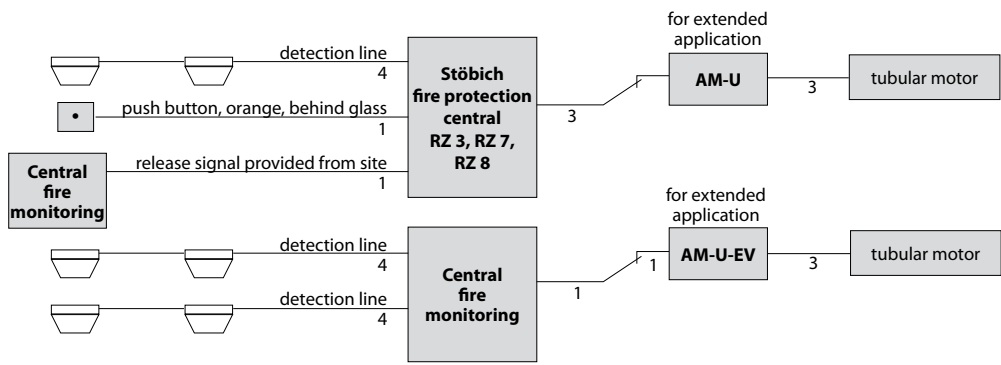 for extended
application
detection line
4
Stöbich
fire protection
central
RZ 3, RZ 7,
RZ 8
AM-U
tubular motor
3
3
push button, orange, behind glass
1
release signal provided from site
1
Central
fire
monitoring
for extended
application
detection line
4
Central
fire
monitoring
AM-U-EV
tubular motor
1
1
3
detection line
4